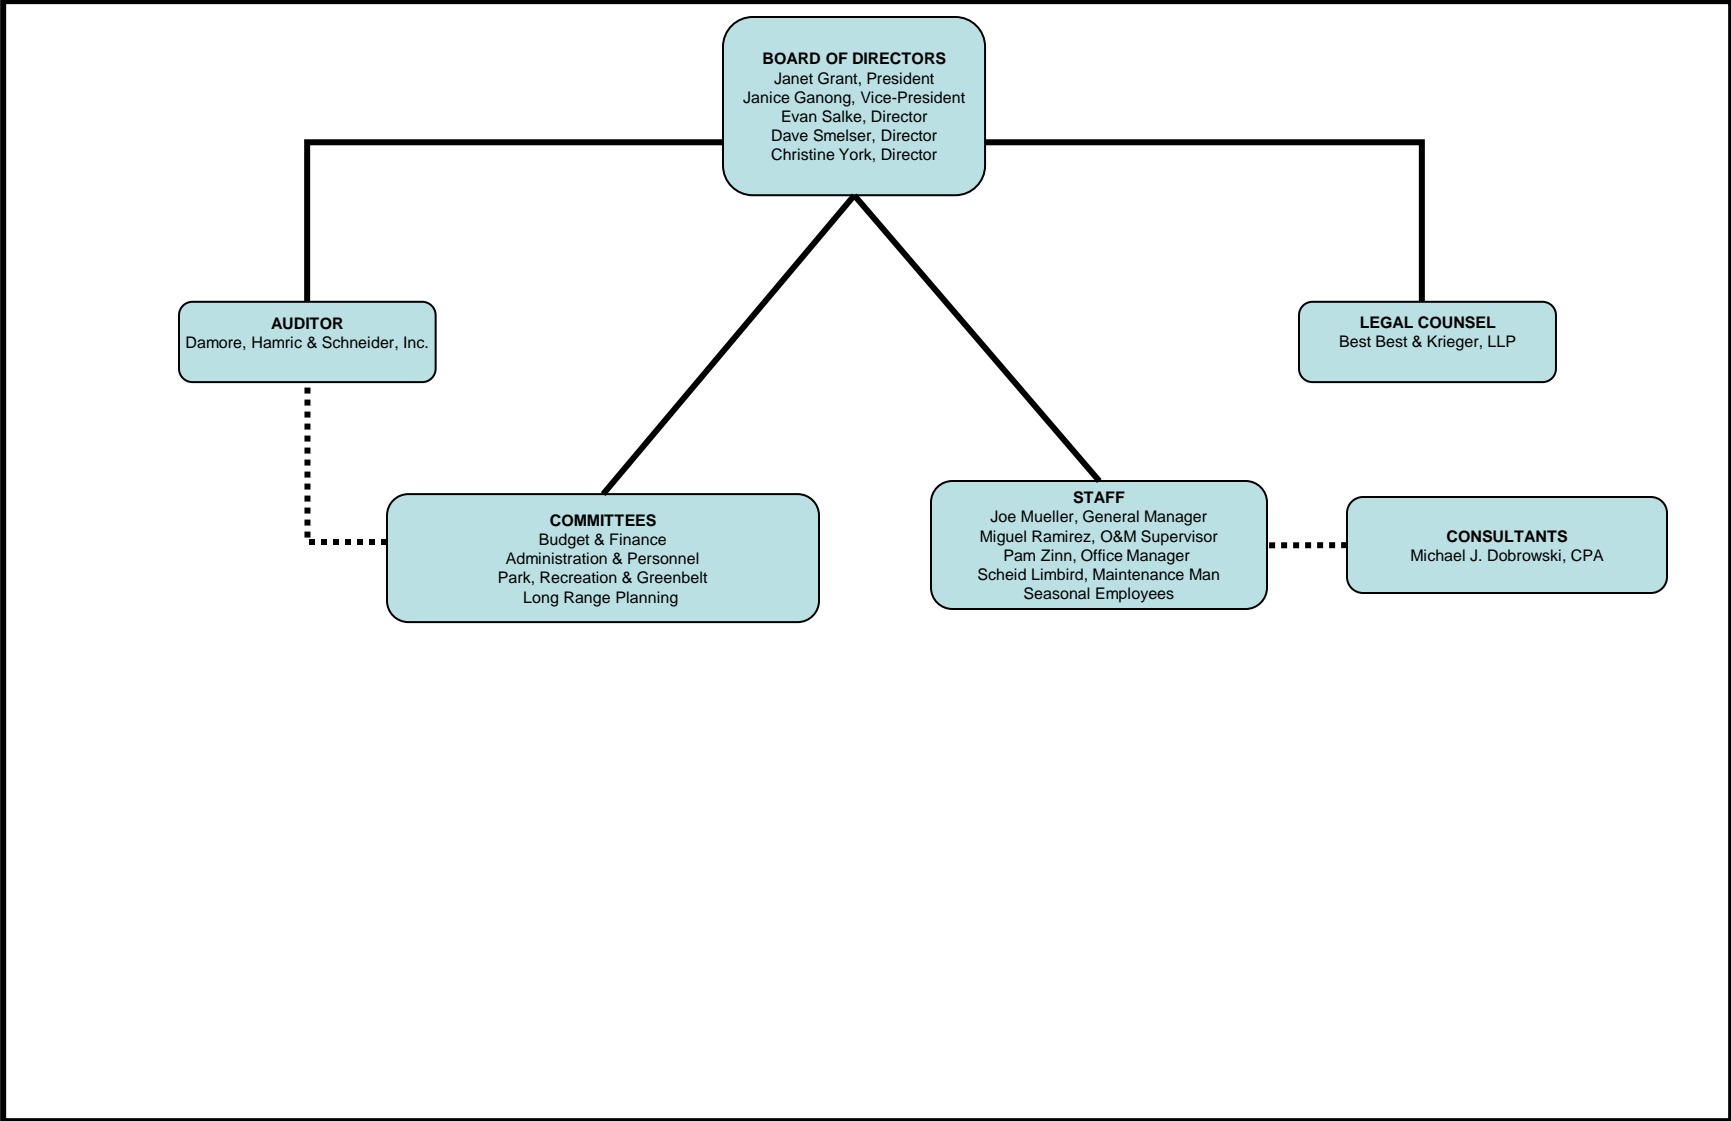 BOARD OF DIRECTORS
Janet Grant, President
Janice Ganong, Vice-President
Evan Salke, Director
Dave Smelser, Director
Christine York, Director
AUDITOR
Damore, Hamric & Schneider, Inc.
LEGAL COUNSEL
Best Best & Krieger, LLP
COMMITTEES
Budget & Finance
Administration & Personnel
Park, Recreation & Greenbelt
Long Range Planning
STAFF
Joe Mueller, General Manager
Miguel Ramirez, O&M Supervisor
Pam Zinn, Office Manager
Scheid Limbird, Maintenance Man
Seasonal Employees
CONSULTANTS
Michael J. Dobrowski, CPA